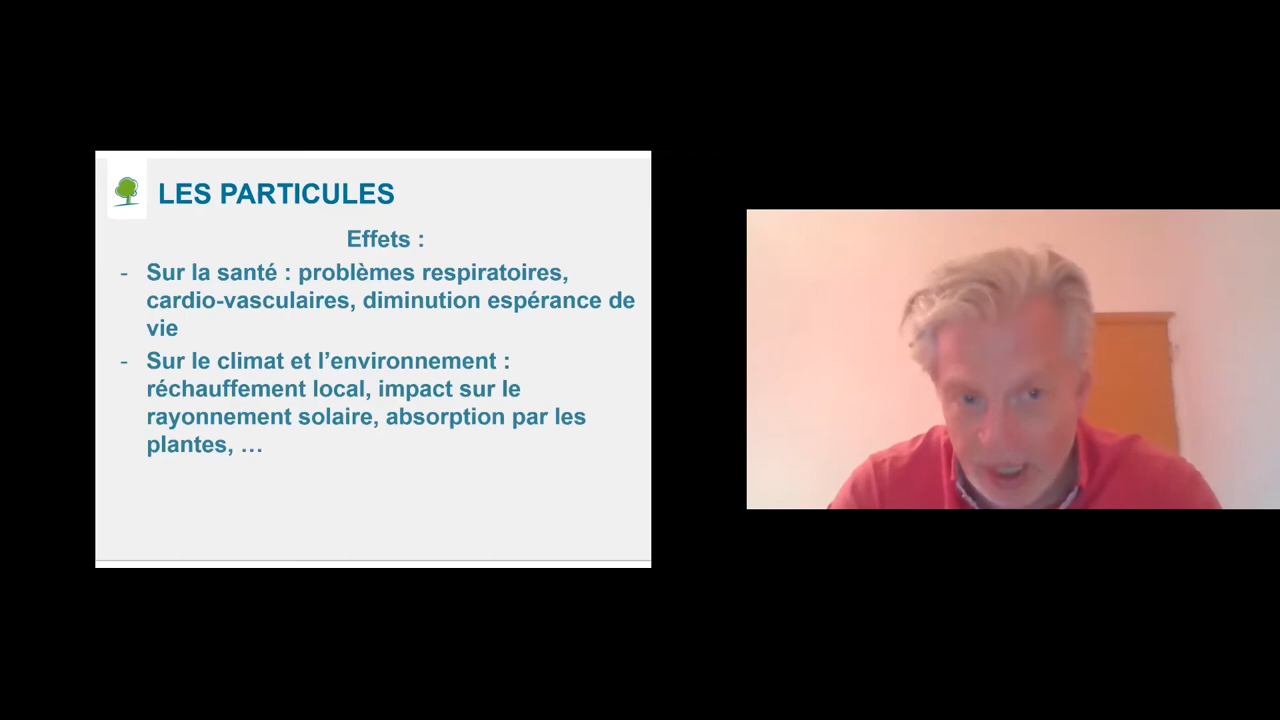 LES PARTICULES
Effets :
- Sur la santé : problèmes respiratoires,
cardio-vasculaires, diminution espérance de
vie
- Sur le climat et l’environnement :
réchauffement local, impact sur le
rayonnement solaire, absorption par les
plantes, …